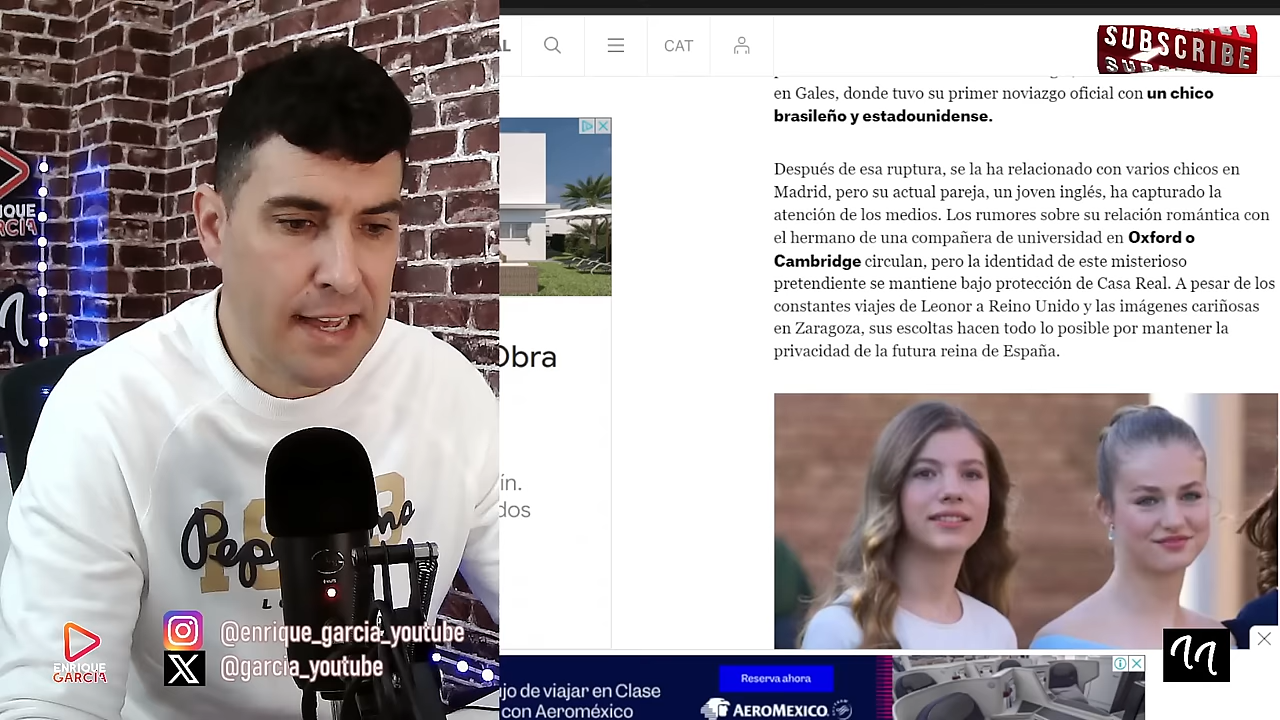 AL
CAT
SUBSCRIBE
en Gales, donde tuvo su primer noviazgo oficial con un chico
brasileño y estadounidense.
Después de esa ruptura, se la ha relacionado con varios chicos en
Madrid, pero su actual pareja, un joven inglés, ha capturado la
atención de los medios. Los rumores sobre su relación romántica con
el hermano de una compañera de universidad en Oxford o
Cambridge circulan, pero la identidad de este misterioso
pretendiente se mantiene bajo protección de Casa Real. A pesar de los
constantes viajes de Leonor a Reino Unido y las imágenes cariñosas
en Zaragoza, sus escoltas hacen todo lo posible por mantener la
privacidad de la futura reina de España.
Obra
ín.
dos
@enrique_garcia_youtube
@garcia_youtube
ENRIQUE
GARCIA
jo de viajar en Clase
con Aeroméxico
Reserva ahora
AEROMEXICO.